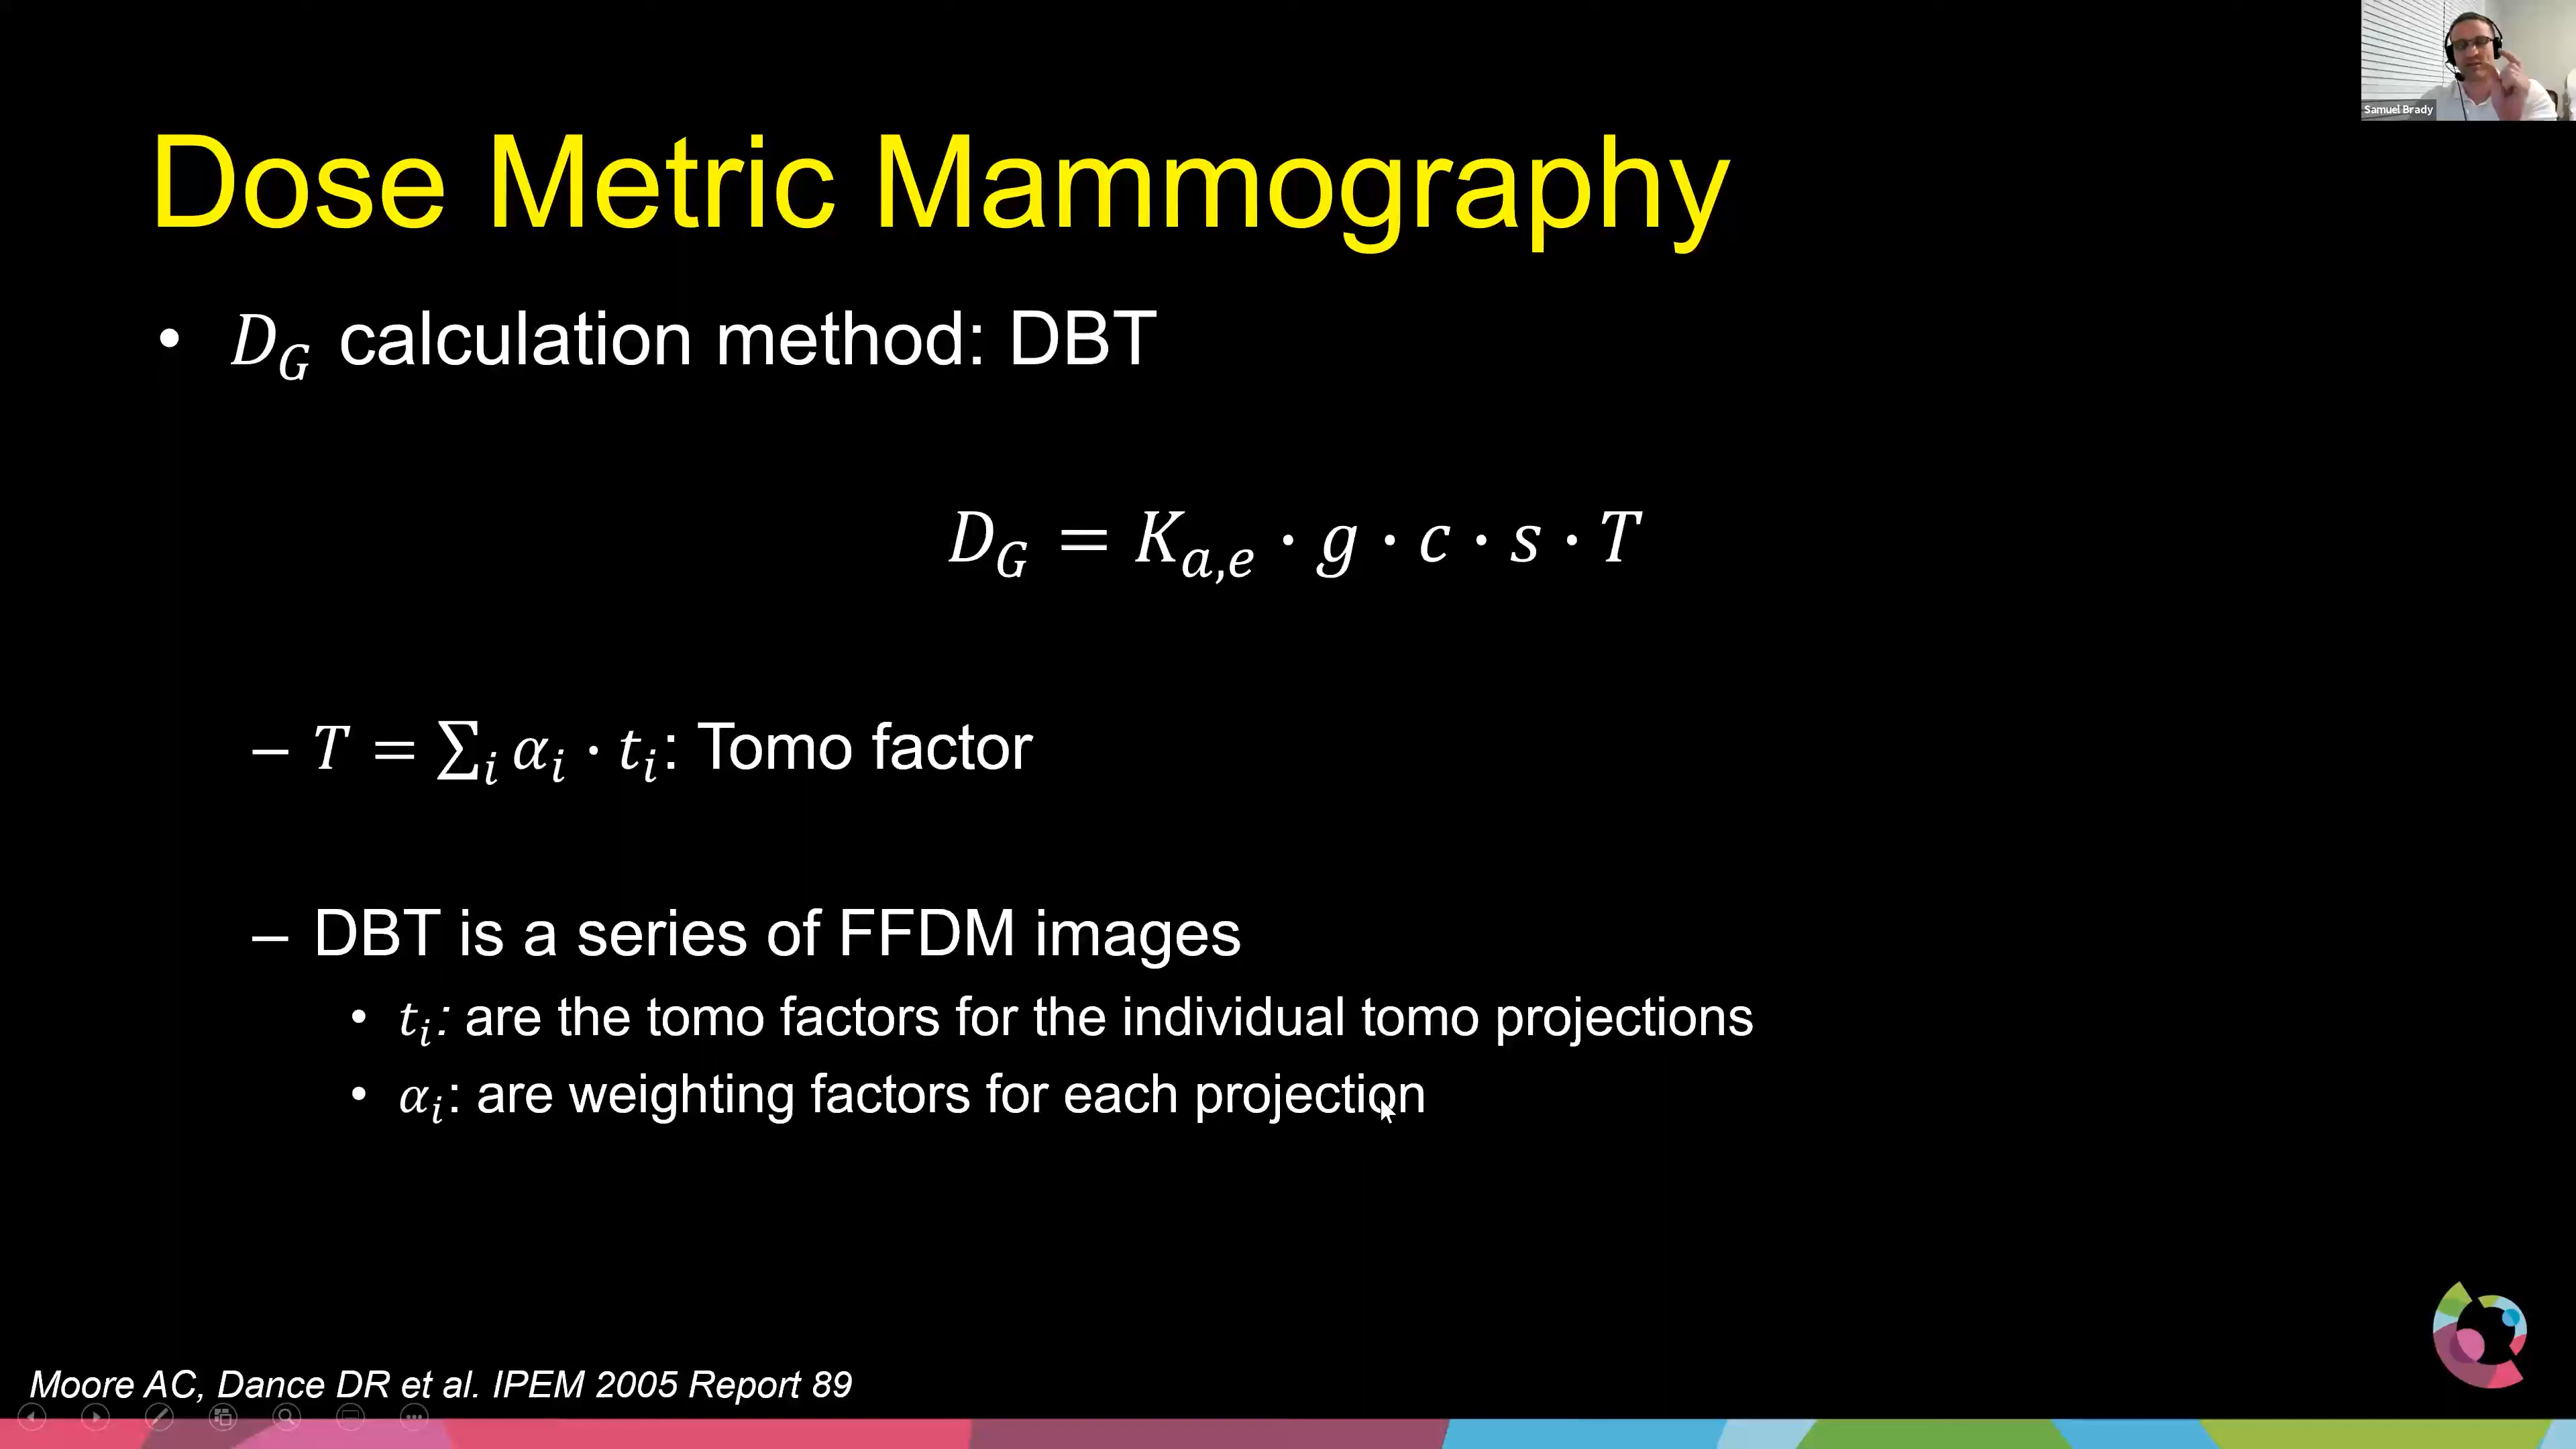 Samuel Brady
Dose Metric Mammography
• D_G calculation method: DBT
D_G = K_{a,e} · g · c · s · T
– T = ∑_i α_i · t_i: Tomo factor
– DBT is a series of FFDM images
• t_i: are the tomo factors for the individual tomo projections
• α_i: are weighting factors for each projection
Moore AC, Dance DR et al. IPEM 2005 Report 89